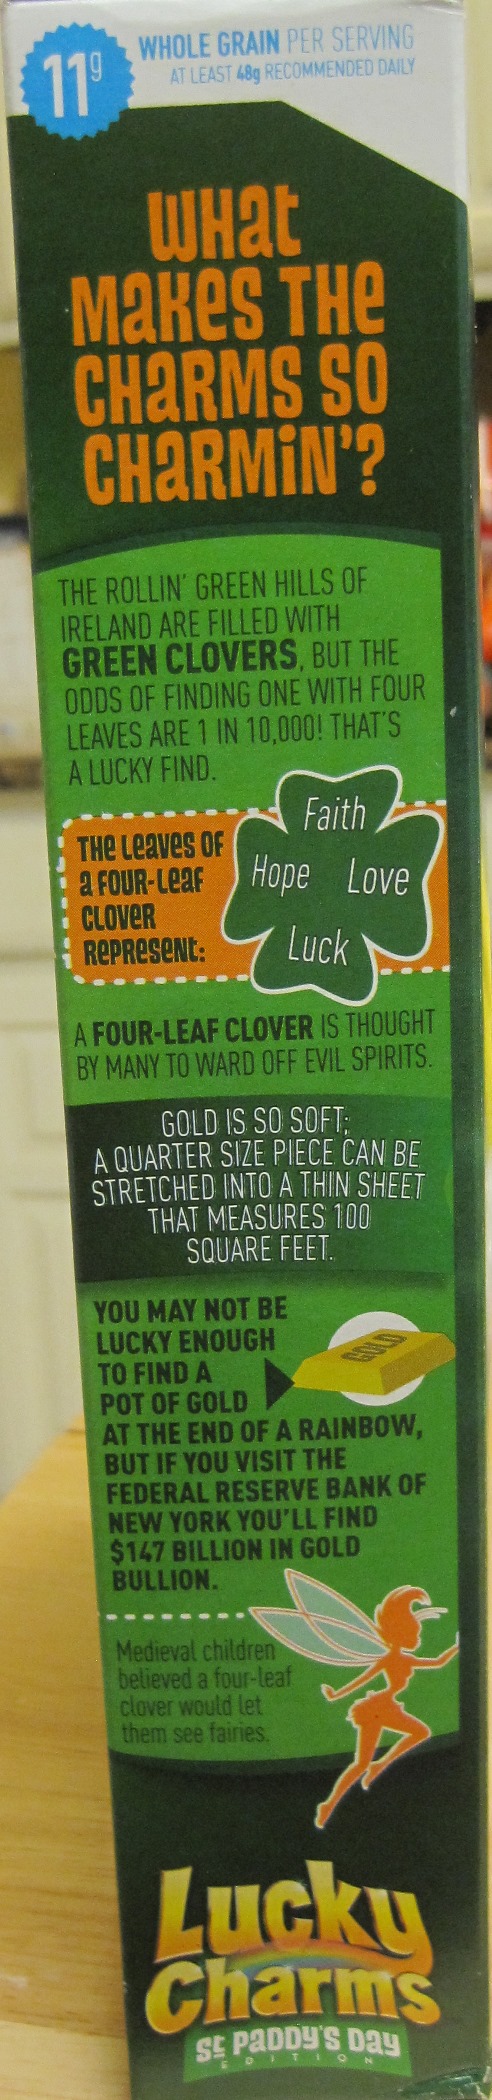 11g
WHOLE GRAIN PER SERVING
AT LEAST 48g RECOMMENDED DAILY
WHat
MAKES THE
CHARMS SO
CHARMiN'?
THE ROLLIN' GREEN HILLS OF
IRELAND ARE FILLED WITH
GREEN CLOVERS, BUT THE
ODDS OF FINDING ONE WITH FOUR
LEAVES ARE 1 IN 10,000! THAT'S
A LUCKY FIND.
THE LEAVES OF
a FOUR-LEAF
CLOVER
REPRESENT:
Faith
Hope Love
Luck
A FOUR-LEAF CLOVER IS THOUGHT
BY MANY TO WARD OFF EVIL SPIRITS.
GOLD IS SO SOFT;
A QUARTER SIZE PIECE CAN BE
STRETCHED INTO A THIN SHEET
THAT MEASURES 100
SQUARE FEET.
YOU MAY NOT BE
LUCKY ENOUGH
TO FIND A
POT OF GOLD
AT THE END OF A RAINBOW,
BUT IF YOU VISIT THE
FEDERAL RESERVE BANK OF
NEW YORK YOU'LL FIND
$147 BILLION IN GOLD
BULLION.
GOLD
Medieval children
believed a four-leaf
clover would let
them see fairies.
Lucky
Charms
St PADDY'S DAY
EDITION